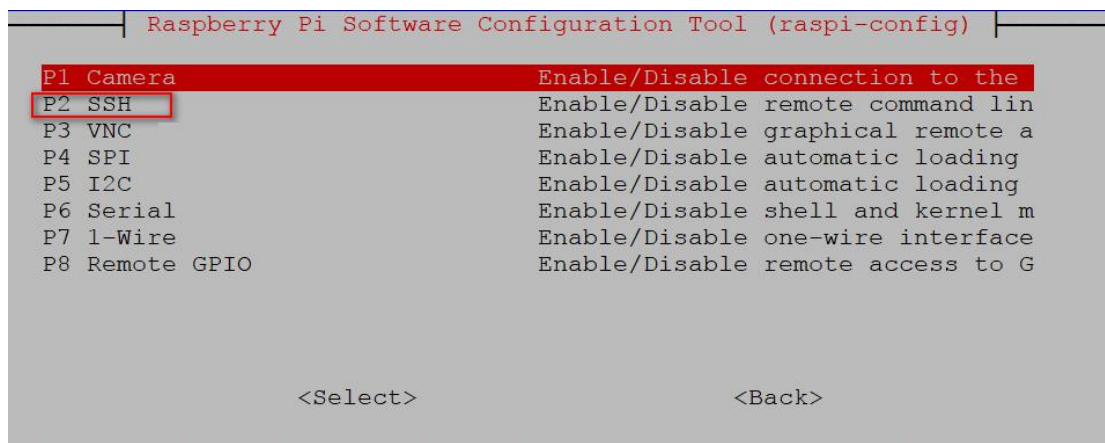 Raspberry Pi Software Configuration Tool (raspi-config)
P1 Camera Enable/Disable connection to the
P2 SSH Enable/Disable remote command lin
P3 VNC Enable/Disable graphical remote a
P4 SPI Enable/Disable automatic loading
P5 I2C Enable/Disable automatic loading
P6 Serial Enable/Disable shell and kernel m
P7 1-Wire Enable/Disable one-wire interface
P8 Remote GPIO Enable/Disable remote access to G
<Select> <Back>